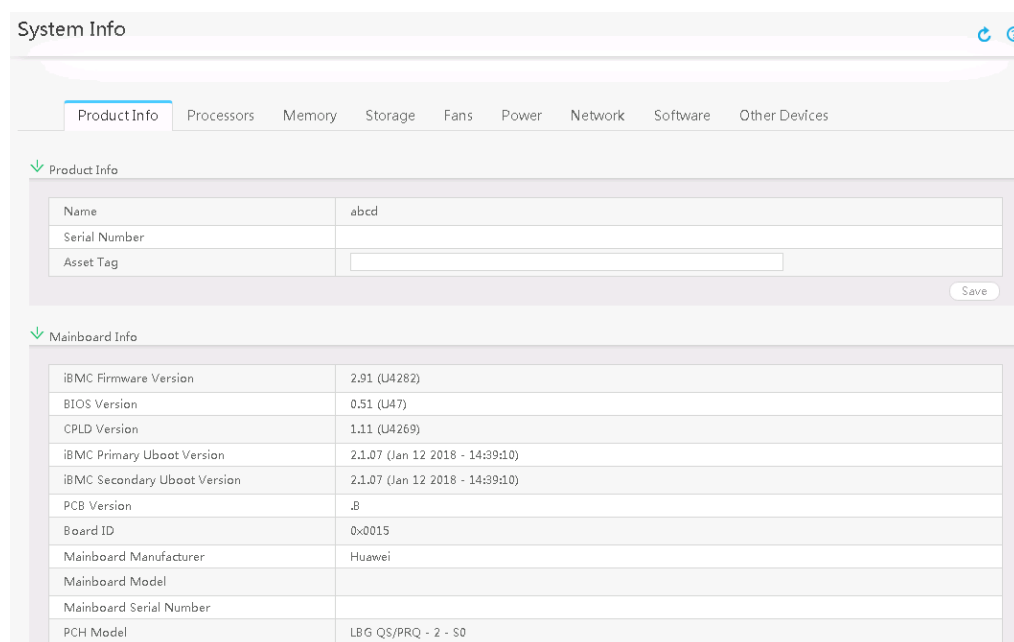 System Info
Product Info Processors Memory Storage Fans Power Network Software Other Devices
Product Info
Name abcd
Serial Number
Asset Tag
Save
Mainboard Info
iBMC Firmware Version 2.91 (U4282)
BIOS Version 0.51 (U47)
CPLD Version 1.11 (U4269)
iBMC Primary Uboot Version 2.1.07 (Jan 12 2018 - 14:39:10)
iBMC Secondary Uboot Version 2.1.07 (Jan 12 2018 - 14:39:10)
PCB Version .B
Board ID 0x0015
Mainboard Manufacturer Huawei
Mainboard Model
Mainboard Serial Number
PCH Model LBG QS/PRQ - 2 - S0